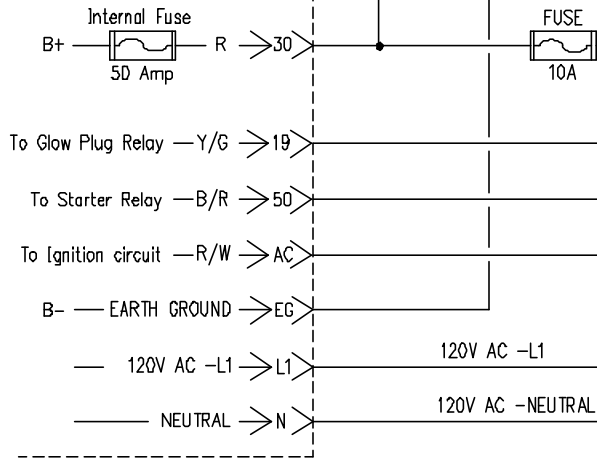 Internal Fuse
FUSE
B+ R 30
50 Amp
10A
To Glow Plug Relay Y/G 19
To Starter Relay B/R 50
To Ignition circuit R/W AC
B- EARTH GROUND EG
120V AC -L1 L1 120V AC -L1
NEUTRAL N 120V AC -NEUTRAL